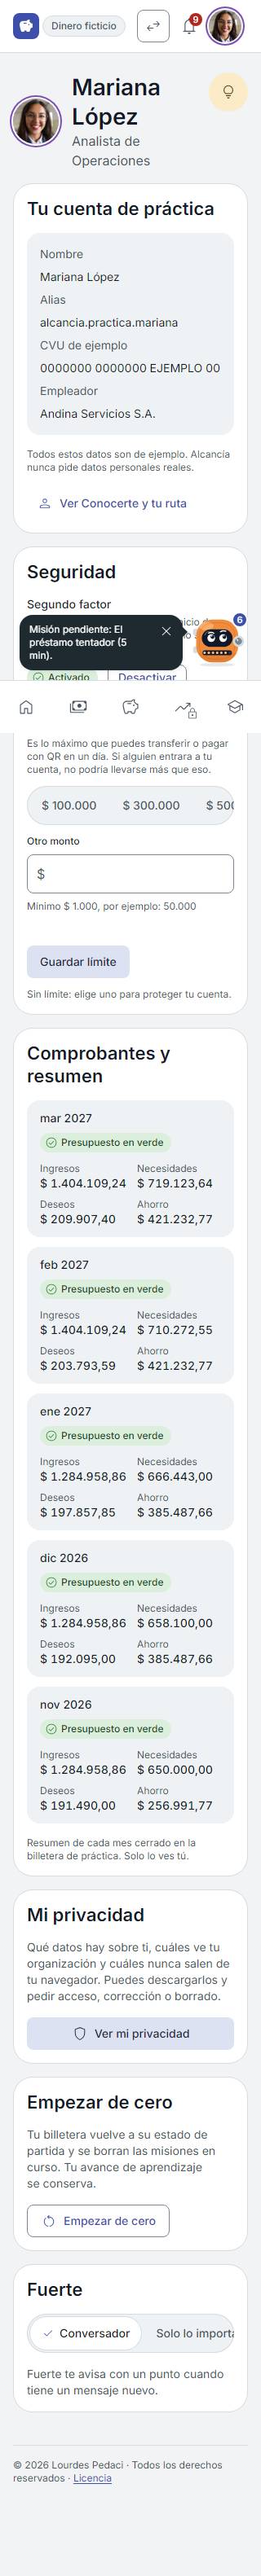 Dinero ficticio
9
Mariana
López
Analista de
Operaciones
Tu cuenta de práctica
Nombre
Mariana López
Alias
alcancia.practica.mariana
CVU de ejemplo
0000000 0000000 EJEMPLO 00
Empleador
Andina Servicios S.A.
Todos estos datos son de ejemplo. Alcancía
nunca pide datos personales reales.
Ver Conocerte y tu ruta
Seguridad
Segundo factor
Misión pendiente: El
préstamo tentador (5
min).
6
Activado
Desactivar
Es lo máximo que puedes transferir o pagar
con QR en un día. Si alguien entrara a tu
cuenta, no podría llevarse más que eso.
$ 100.000
$ 300.000
Otro monto
$
Mínimo $ 1.000, por ejemplo: 50.000
Guardar límite
Sin límite: elige uno para proteger tu cuenta.
Comprobantes y
resumen
mar 2027
Presupuesto en verde
Ingresos Necesidades
$ 1.404.109,24 $ 719.123,64
Deseos Ahorro
$ 209.907,40 $ 421.232,77
feb 2027
Presupuesto en verde
Ingresos Necesidades
$ 1.404.109,24 $ 710.272,55
Deseos Ahorro
$ 203.793,59 $ 421.232,77
ene 2027
Presupuesto en verde
Ingresos Necesidades
$ 1.284.958,86 $ 666.443,00
Deseos Ahorro
$ 197.857,85 $ 385.487,66
dic 2026
Presupuesto en verde
Ingresos Necesidades
$ 1.284.958,86 $ 658.100,00
Deseos Ahorro
$ 192.095,00 $ 385.487,66
nov 2026
Presupuesto en verde
Ingresos Necesidades
$ 1.284.958,86 $ 650.000,00
Deseos Ahorro
$ 191.490,00 $ 256.991,77
Resumen de cada mes cerrado en la
billetera de práctica. Solo lo ves tú.
Mi privacidad
Qué datos hay sobre ti, cuáles ve tu
organización y cuáles nunca salen de
tu navegador. Puedes descargarlos y
pedir acceso, corrección o borrado.
Ver mi privacidad
Empezar de cero
Tu billetera vuelve a su estado de
partida y se borran las misiones en
curso. Tu avance de aprendizaje
se conserva.
Empezar de cero
Fuerte
Conversador
Solo lo
Fuerte te avisa con un punto cuando
tiene un mensaje nuevo.
© 2026 Lourdes Pedaci · Todos los derechos
reservados · Licencia